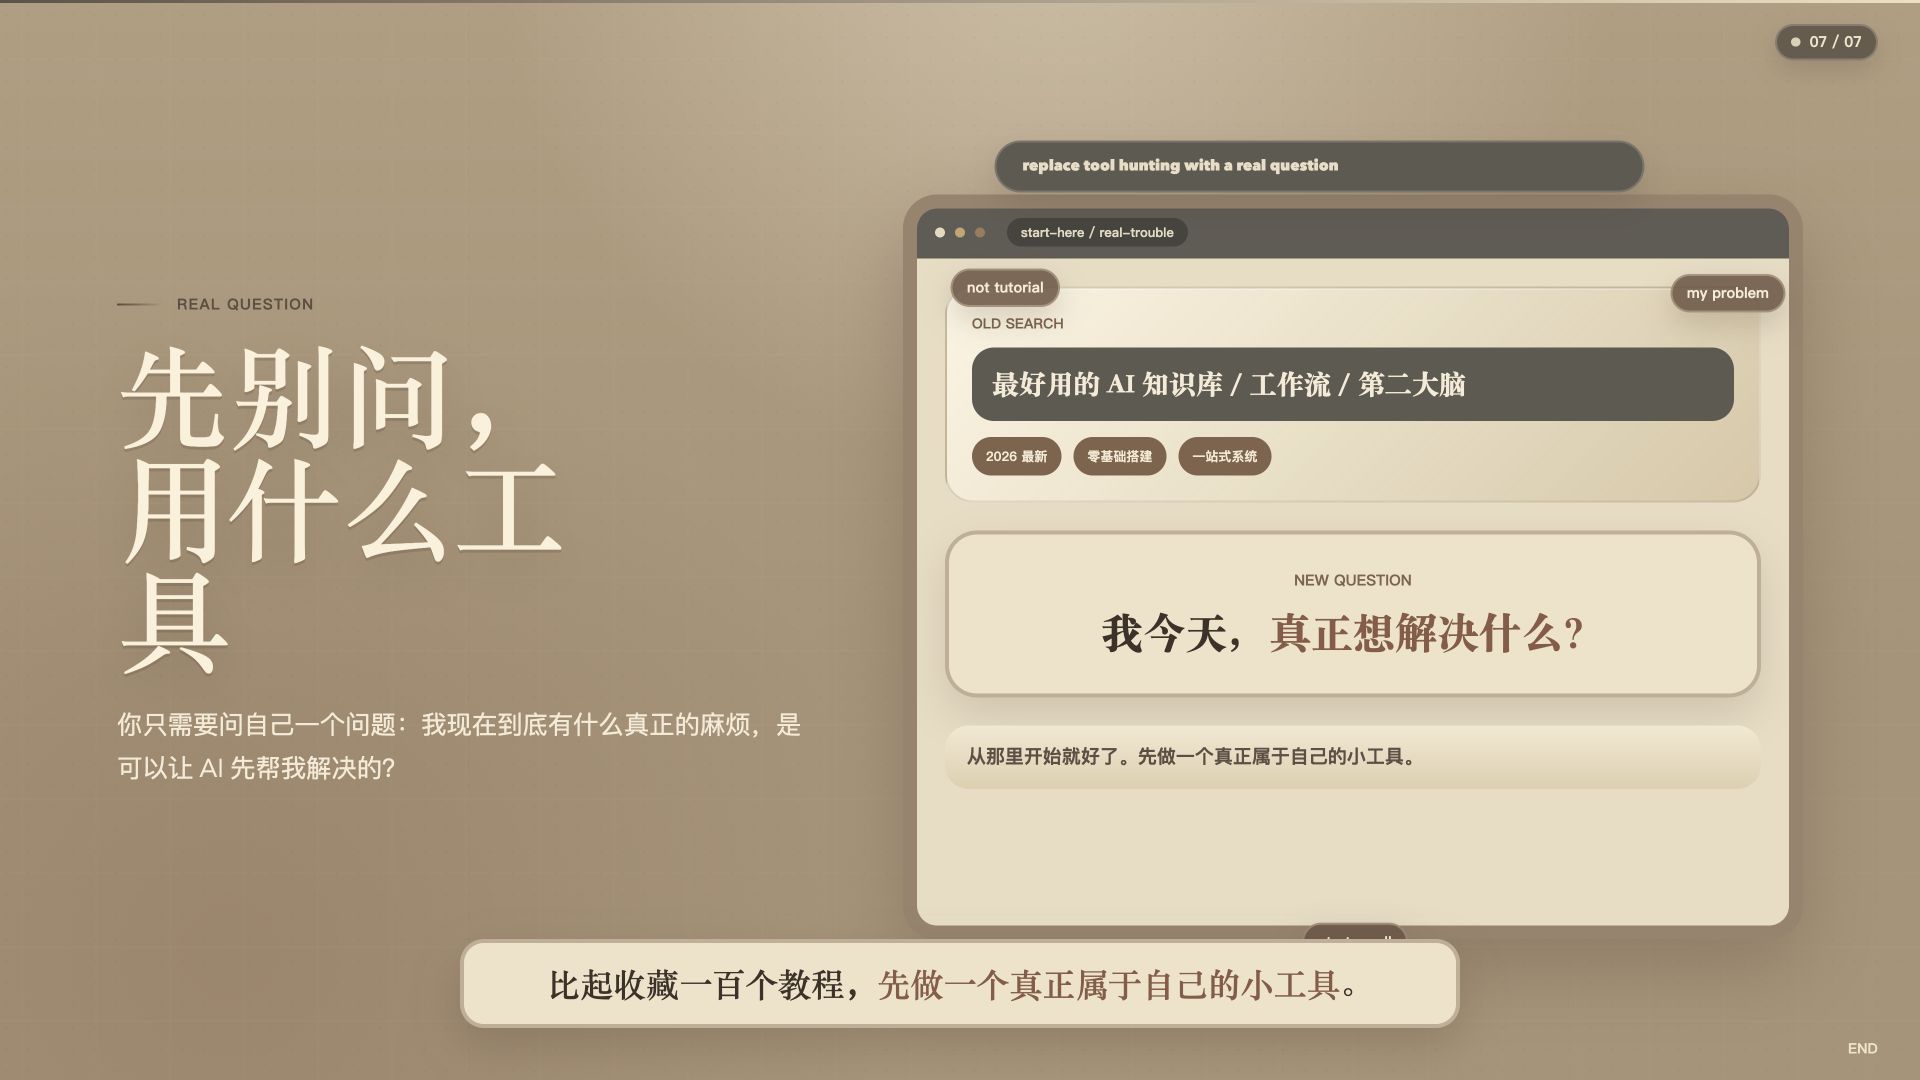 07 / 07
REAL QUESTION
先别问，
用什么工
具
你只需要问自己一个问题：我现在到底有什么真正的麻烦，是
可以让 AI 先帮我解决的？
replace tool hunting with a real question
start-here / real-trouble
not tutorial
my problem
OLD SEARCH
最好用的 AI 知识库 / 工作流 / 第二大脑
2026 最新
零基础搭建
一站式系统
NEW QUESTION
我今天，真正想解决什么？
从那里开始就好了。先做一个真正属于自己的小工具。
比起收藏一百个教程，先做一个真正属于自己的小工具。
END